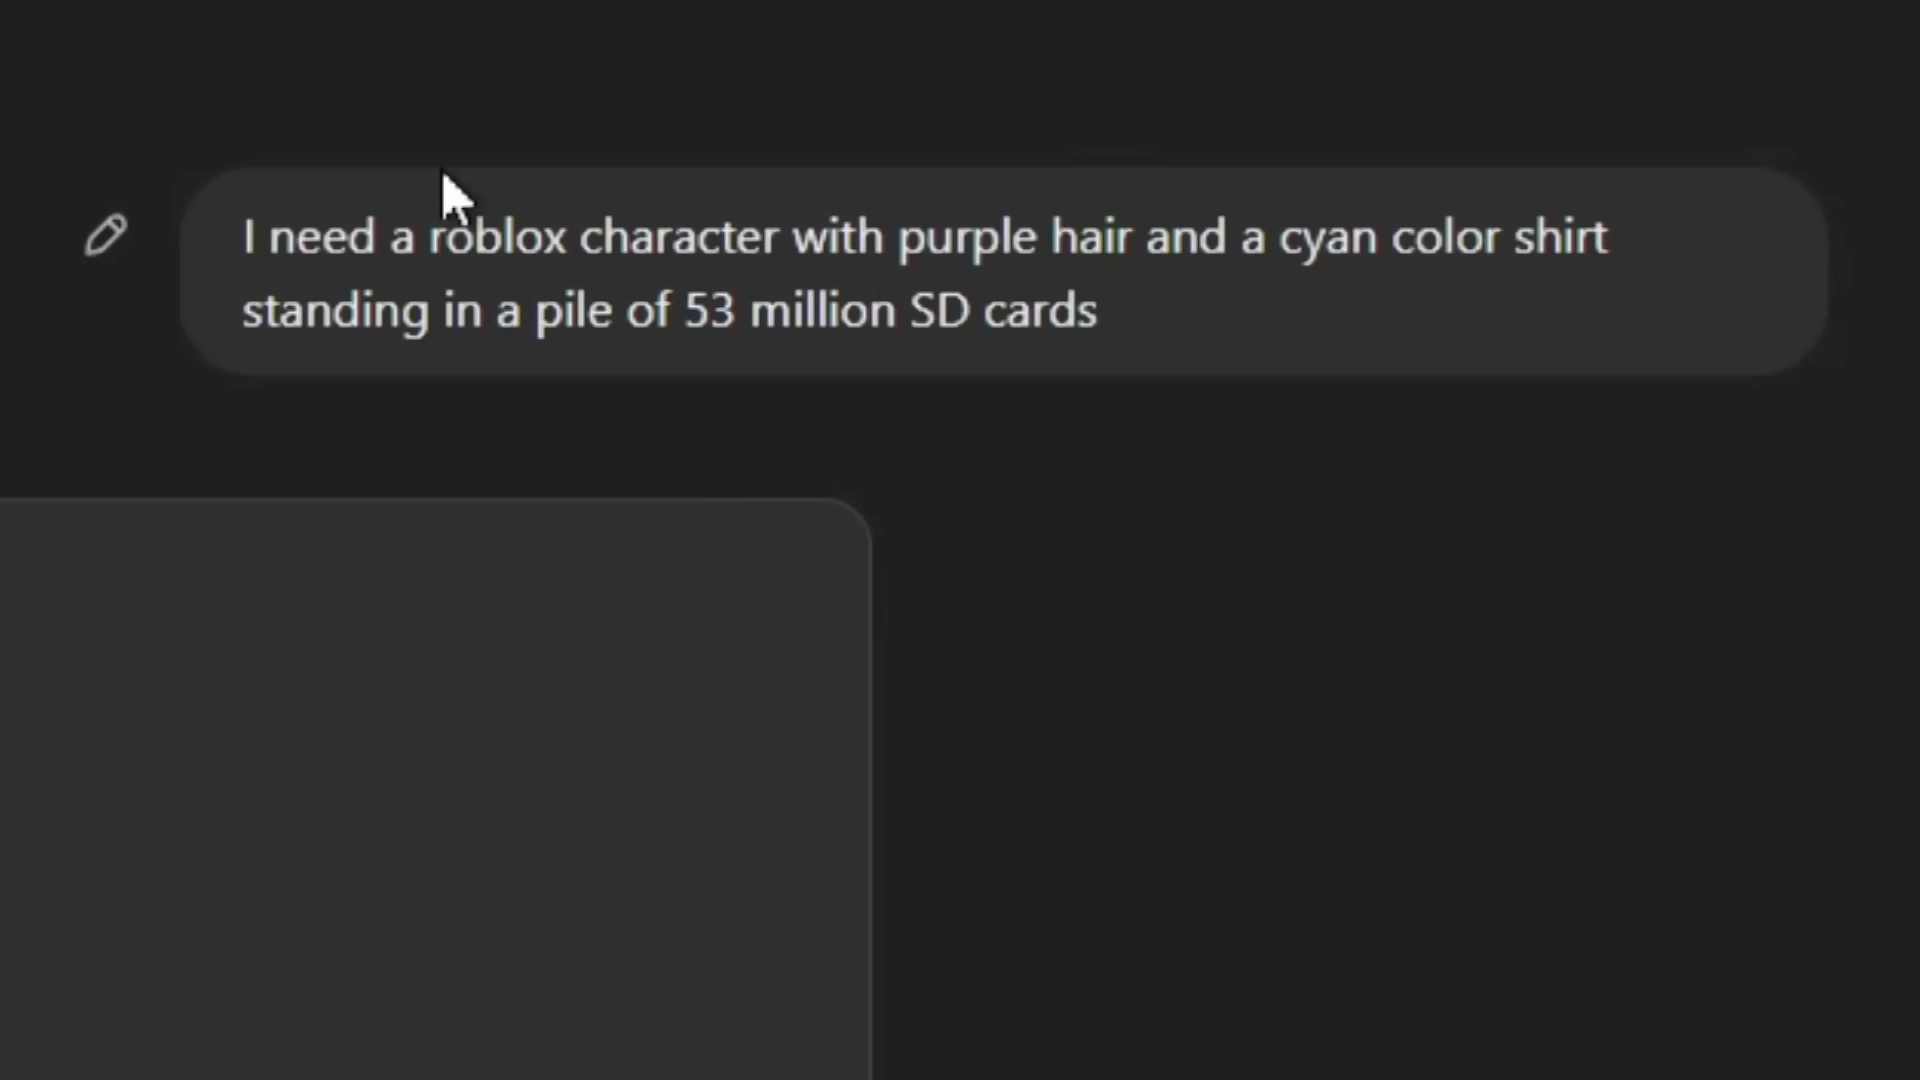 I need a roblox character with purple hair and a cyan color shirt
standing in a pile of 53 million SD cards